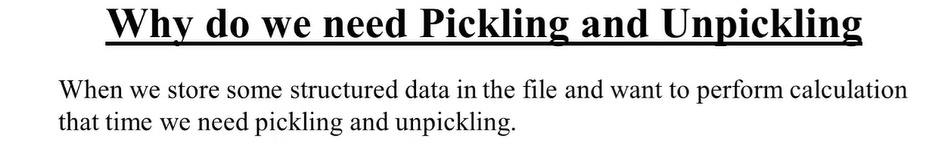 Why do we need Pickling and Unpickling
When we store some structured data in the file and want to perform calculation
that time we need pickling and unpickling.